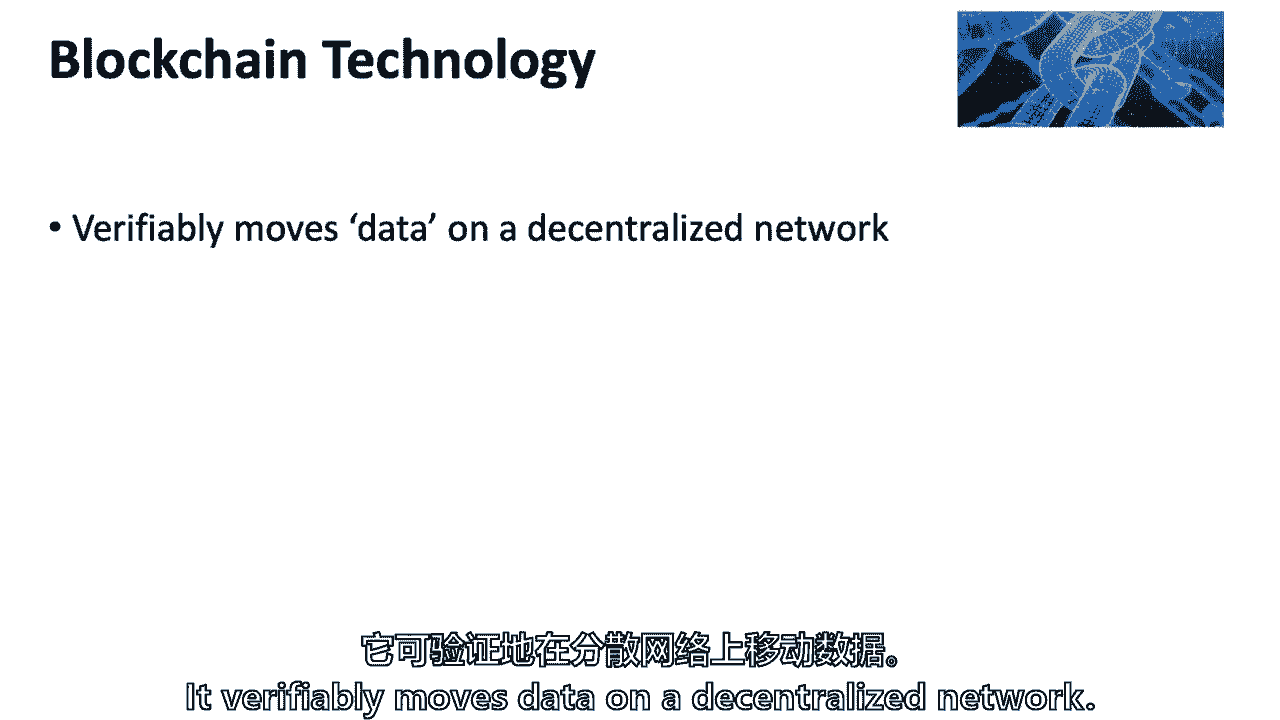 Blockchain Technology
• Verifiably moves ‘data’ on a decentralized network
它可验证地在分散网络上移动数据。
It verifiably moves data on a decentralized network.